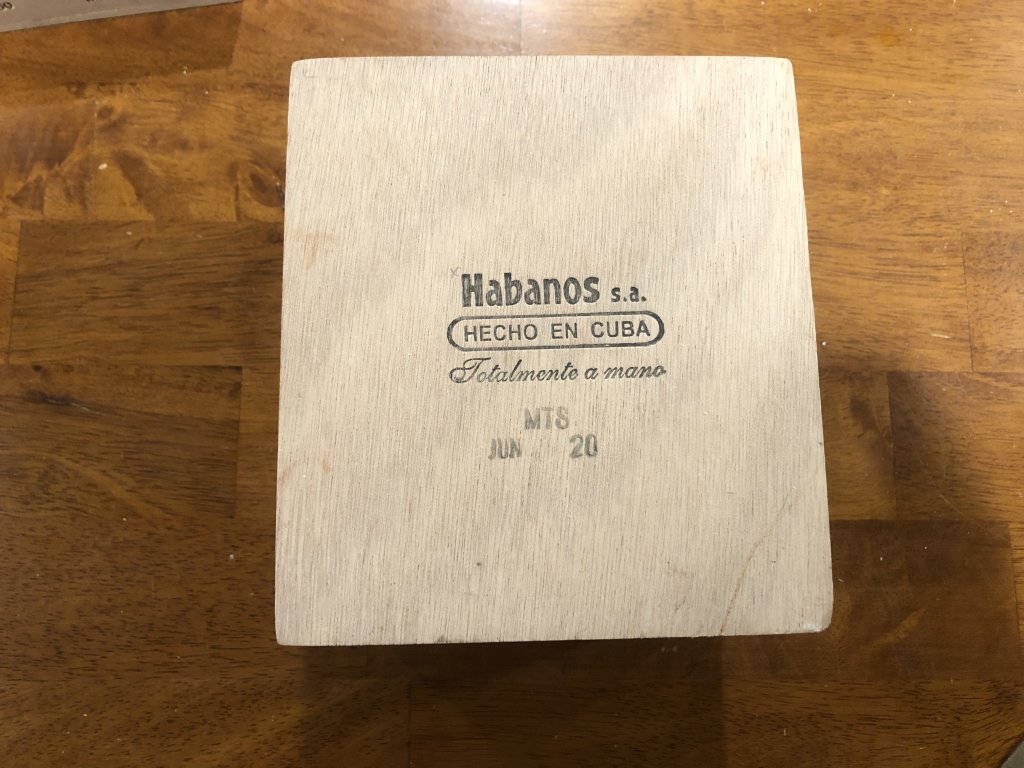 Habanos s.a.
HECHO EN CUBA
Totalmente a mano
MTS
JUN 20